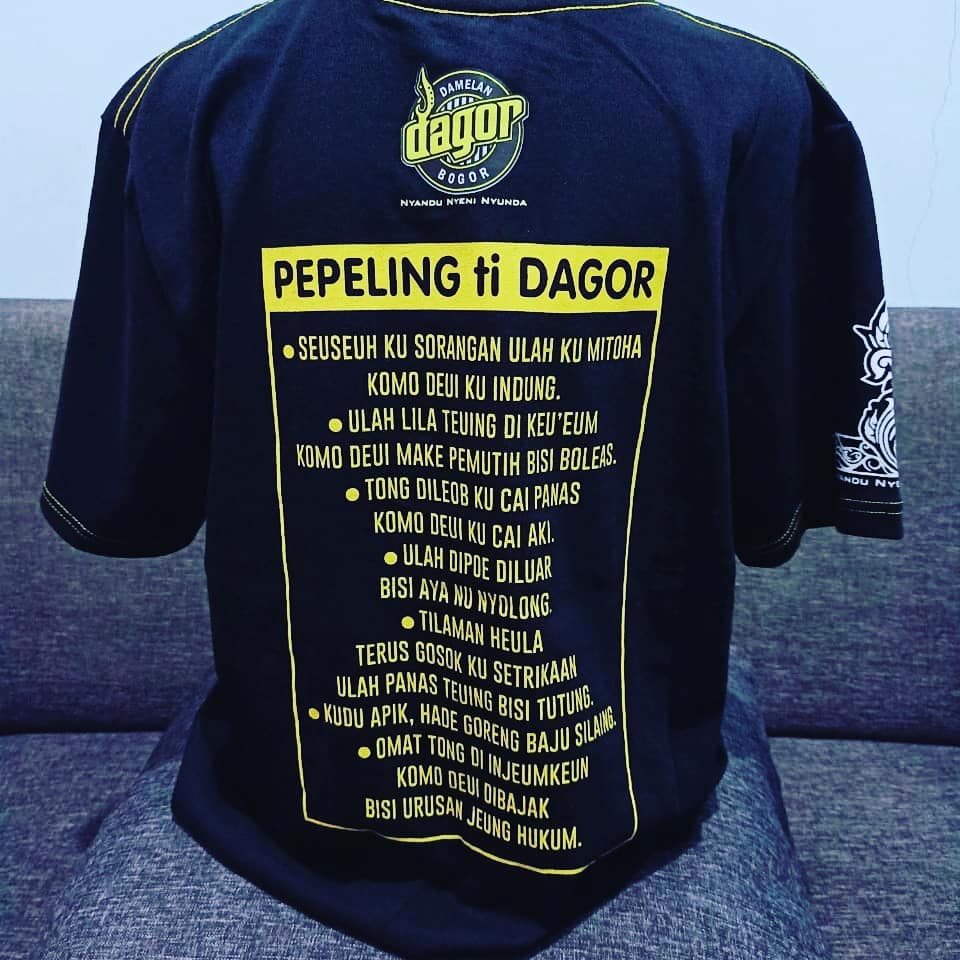 DAMELAN
dagor
BOGOR
NYANDU NYENI NYUNDA
PEPELING ti DAGOR
• SEUSEUH KU SORANGAN ULAH KU MITOHA
KOMO DEUI KU INDUNG.
• ULAH LILA TEUING DI KEU'EUM
KOMO DEUI MAKE PEMUTIH BISI BOLEAS.
• TONG DILEOB KU CAI PANAS
KOMO DEUI KU CAI AKI.
• ULAH DIPOE DILUAR
BISI AYA NU NYOLONG.
• TILAMAN HEULA
TERUS GOSOK KU SETRIKAAN
ULAH PANAS TEUING BISI TUTUNG.
• KUDU APIK, HADE GORENG BAJU SILAING.
• OMAT TONG DI INJEUMKEUN
KOMO DEUI DIBAJAK
BISI URUSAN JEUNG HUKUM.